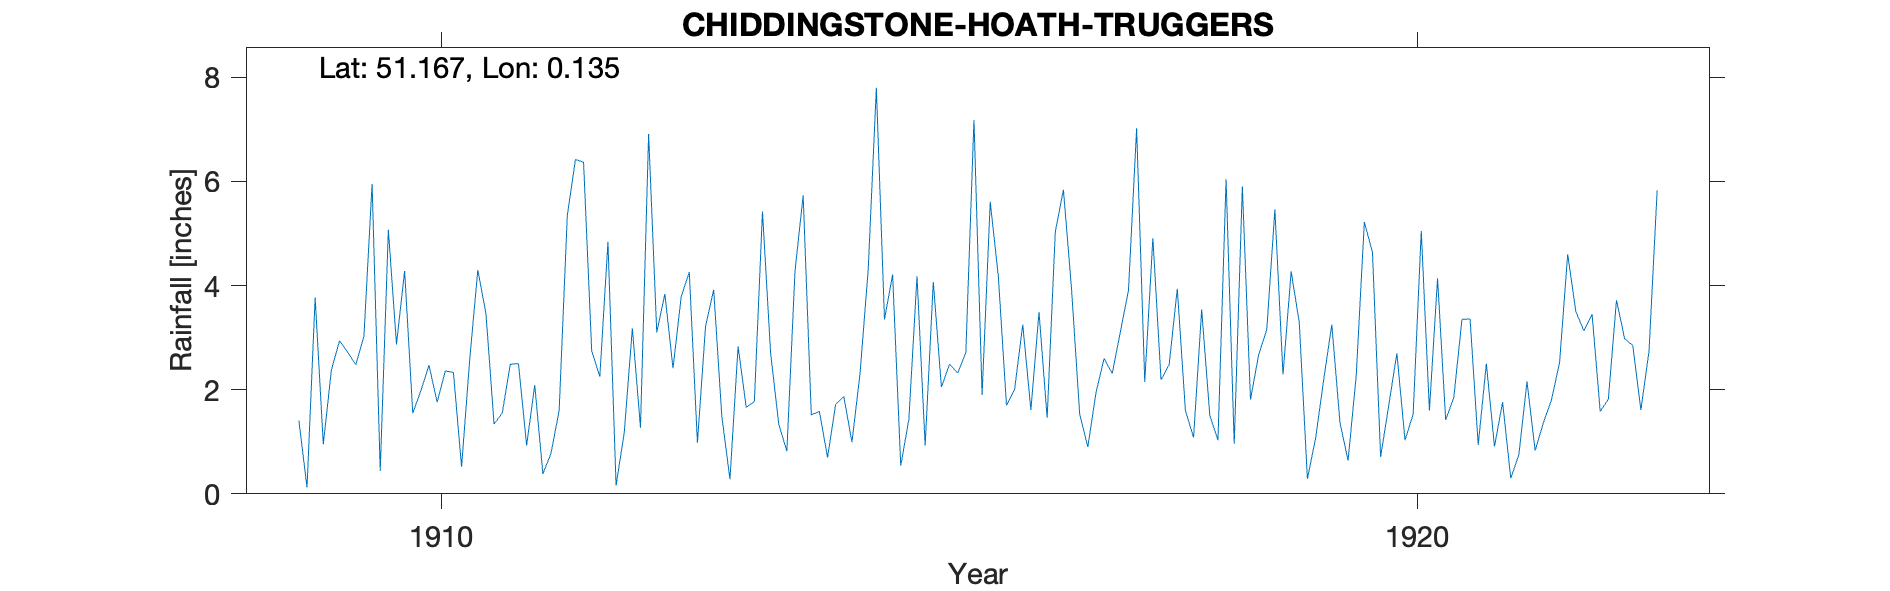 CHIDDINGSTONE-HOATH-TRUGGERS
Lat: 51.167, Lon: 0.135
8
6
4
2
0
Rainfall [inches]
1910
1920
Year